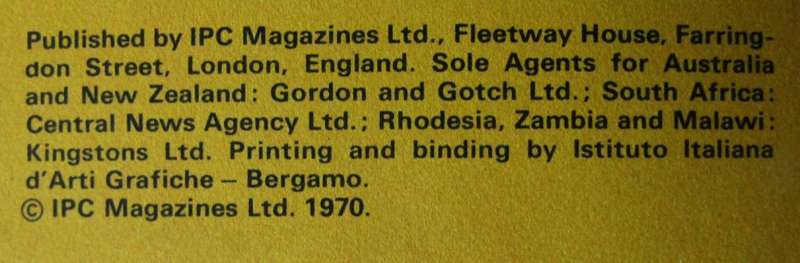 Published by IPC Magazines Ltd., Fleetway House, Farring-
don Street, London, England. Sole Agents for Australia
and New Zealand: Gordon and Gotch Ltd.; South Africa:
Central News Agency Ltd.; Rhodesia, Zambia and Malawi:
Kingstons Ltd. Printing and binding by Istituto Italiana
d'Arti Grafiche – Bergamo.
© IPC Magazines Ltd. 1970.